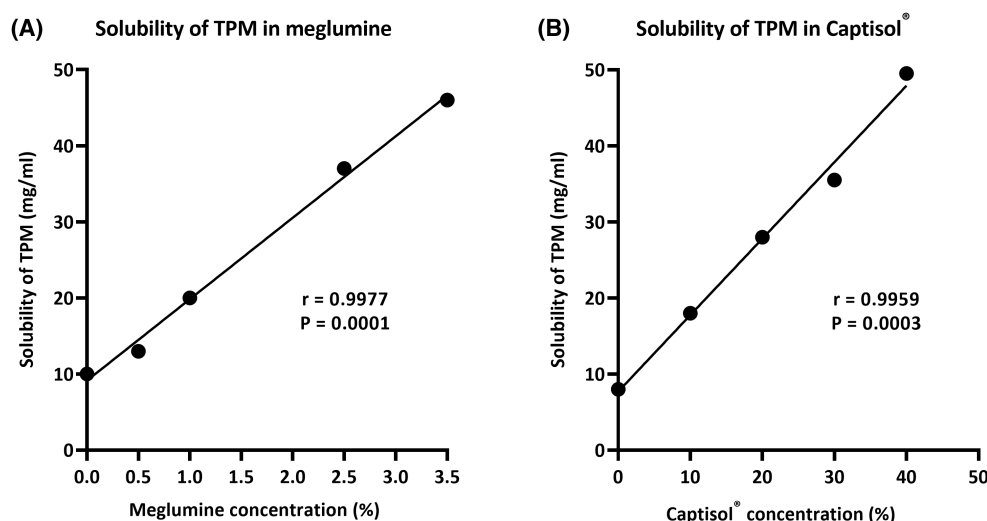 (A) Solubility of TPM in meglumine
Solubility of TPM (mg/ml)
50
40
30
20
10
0
r = 0.9977
P = 0.0001
0.0 0.5 1.0 1.5 2.0 2.5 3.0 3.5
Meglumine concentration (%)
(B) Solubility of TPM in Captisol®
Solubility of TPM (mg/ml)
50
40
30
20
10
0
r = 0.9959
P = 0.0003
0 10 20 30 40 50
Captisol® concentration (%)